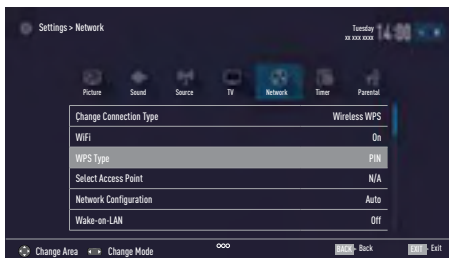 Settings > Network
Tuesday
xx xxx xxxx
14:00
Picture Sound Source TV Network Timer Parental
Change Connection Type Wireless WPS
WiFi On
WPS Type PIN
Select Access Point N/A
Network Configuration Auto
Wake-on-LAN Off
Change Area Change Mode BACK - Back EXIT - Exit